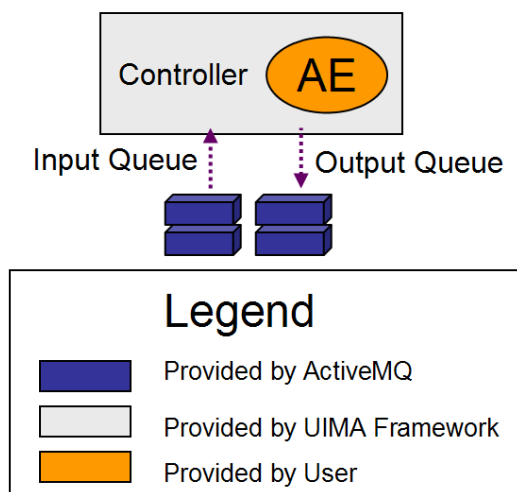 Controller
AE
Input Queue
Output Queue
Legend
Provided by ActiveMQ
Provided by UIMA Framework
Provided by User